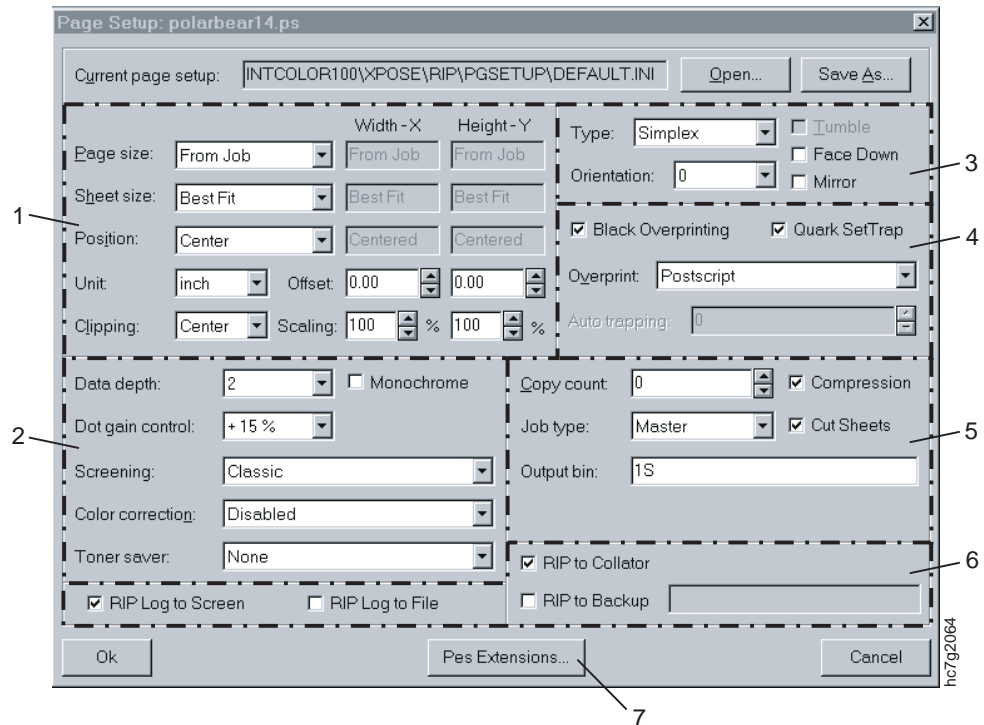 Page Setup: polarbear14.ps
Current page setup: INTCOLOR100\XPOSE\RIP\PGSETUP\DEFAULT.INI Open... Save As...
Width - X Height - Y
Page size: From Job From Job From Job
Sheet size: Best Fit Best Fit Best Fit
Position: Center Centered Centered
Unit: inch Offset: 0.00 0.00
Clipping: Center Scaling: 100 % 100 %
1
Type: Simplex Tumble
Face Down
Orientation: 0 Mirror
3
Black Overprinting Quark SetTrap
4
Overprint: Postscript
Auto trapping: 0
Data depth: 2 Monochrome
Dot gain control: + 15 %
2
Screening: Classic
Color correction: Disabled
Toner saver: None
RIP Log to Screen RIP Log to File
Copy count: 0 Compression
Job type: Master Cut Sheets
5
Output bin: 1S
RIP to Collator
6
RIP to Backup
Ok Pes Extensions... Cancel
7
hc7g2064